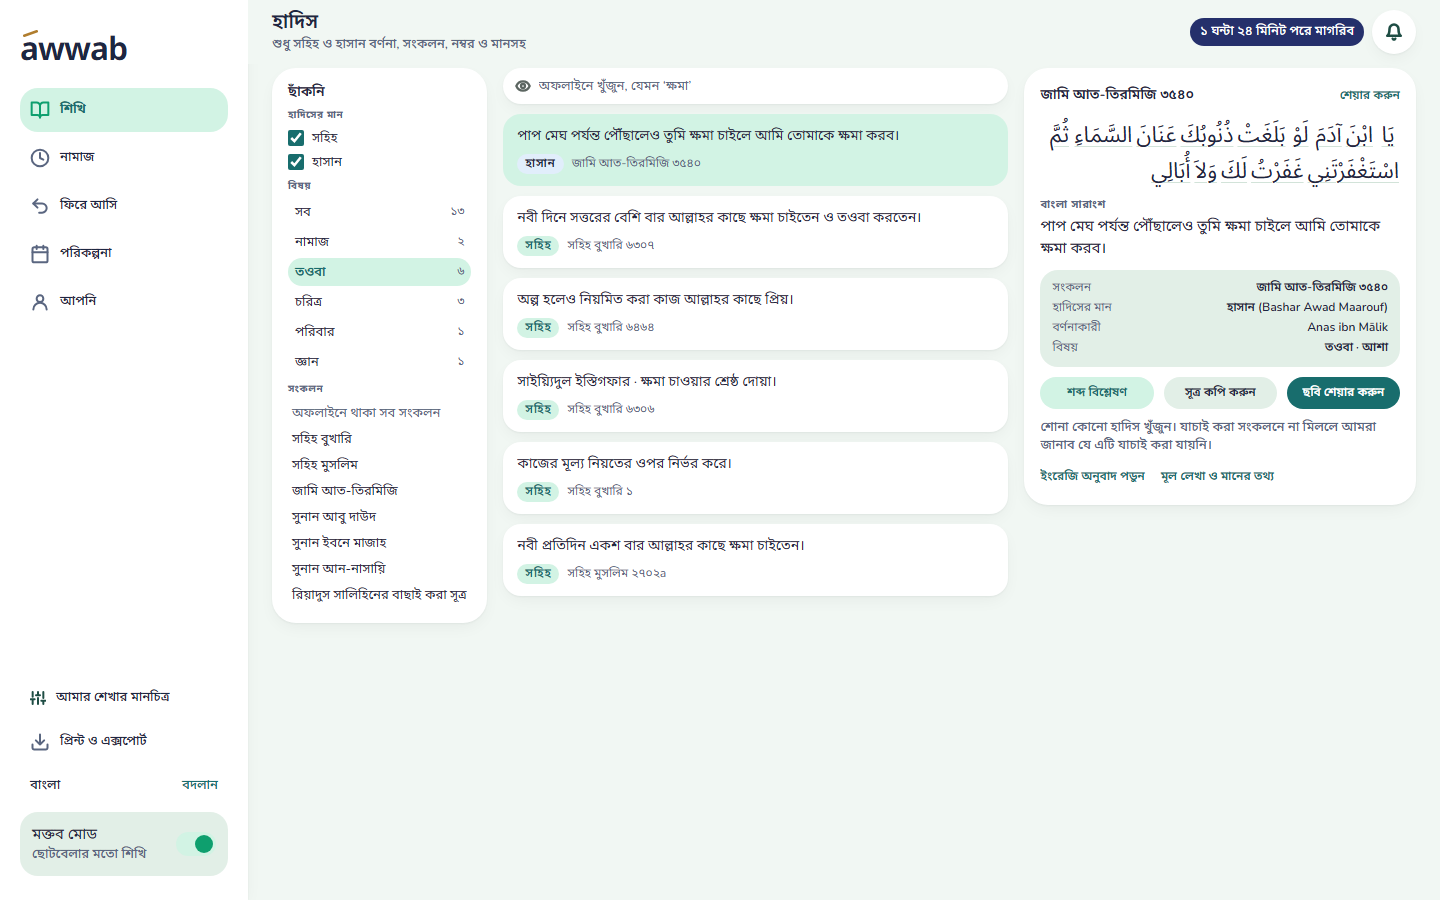 awwab
শিখি
নামাজ
ফিরে আসি
পরিকল্পনা
আপনি
আমার শেখার মানচিত্র
প্রিন্ট ও এক্সপোর্ট
বাংলা বদলান
মক্তব মোড
ছোটবেলার মতো শিখি
হাদিস
শুধু সহিহ ও হাসান বর্ণনা, সংকলন, নম্বর ও মানসহ
১ ঘন্টা ২৪ মিনিট পরে মাগরিব
ছাঁকনি
হাদিসের মান
সহিহ
হাসান
বিষয়
সব ১৩
নামাজ ২
তওবা ৬
চরিত্র ৩
পরিবার ১
জ্ঞান ১
সংকলন
অফলাইনে থাকা সব সংকলন
সহিহ বুখারি
সহিহ মুসলিম
জামি আত-তিরমিজি
সুনান আবু দাউদ
সুনান ইবনে মাজাহ
সুনান আন-নাসায়ি
রিয়াদুস সালিহিনের বাছাই করা সূত্র
অফলাইনে খুঁজুন, যেমন ‘ক্ষমা’
পাপ মেঘ পর্যন্ত পৌঁছালেও তুমি ক্ষমা চাইলে আমি তোমাকে ক্ষমা করব।
হাসান জামি আত-তিরমিজি ৩৫৪০
নবী দিনে সত্তরের বেশি বার আল্লাহর কাছে ক্ষমা চাইতেন ও তওবা করতেন।
সহিহ সহিহ বুখারি ৬৩০৭
অল্প হলেও নিয়মিত করা কাজ আল্লাহর কাছে প্রিয়।
সহিহ সহিহ বুখারি ৬৪৬৪
সাইয়্যিদুল ইস্তিগফার · ক্ষমা চাওয়ার শ্রেষ্ঠ দোয়া।
সহিহ সহিহ বুখারি ৬৩০৬
কাজের মূল্য নিয়তের ওপর নির্ভর করে।
সহিহ সহিহ বুখারি ১
নবী প্রতিদিন একশ বার আল্লাহর কাছে ক্ষমা চাইতেন।
সহিহ সহিহ মুসলিম ২৭০২a
জামি আত-তিরমিজি ৩৫৪০ শেয়ার করুন
يَا ابْنَ آدَمَ لَوْ بَلَغَتْ ذُنُوبُكَ عَنَانَ السَّمَاءِ ثُمَّ
اسْتَغْفَرْتَنِي غَفَرْتُ لَكَ وَلاَ أُبَالِي
বাংলা সারাংশ
পাপ মেঘ পর্যন্ত পৌঁছালেও তুমি ক্ষমা চাইলে আমি তোমাকে
ক্ষমা করব।
সংকলন জামি আত-তিরমিজি ৩৫৪০
হাদিসের মান হাসান (Bashar Awad Maarouf)
বর্ণনাকারী Anas ibn Mālik
বিষয় তওবা · আশা
শব্দ বিশ্লেষণ সূত্র কপি করুন ছবি শেয়ার করুন
শোনা কোনো হাদিস খুঁজুন। যাচাই করা সংকলনে না মিললে আমরা
জানাব যে এটি যাচাই করা যায়নি।
ইংরেজি অনুবাদ পড়ুন মূল লেখা ও মানের তথ্য